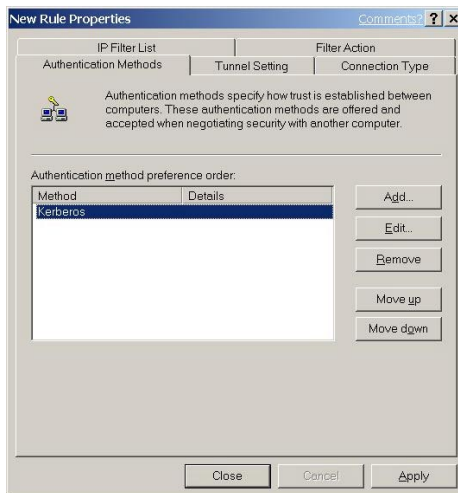 New Rule Properties Comments? ? ×
IP Filter List Filter Action
Authentication Methods Tunnel Setting Connection Type
Authentication methods specify how trust is established between
computers. These authentication methods are offered and
accepted when negotiating security with another computer.
Authentication method preference order:
Method Details
Kerberos
Add...
Edit...
Remove
Move up
Move down
Close Cancel Apply